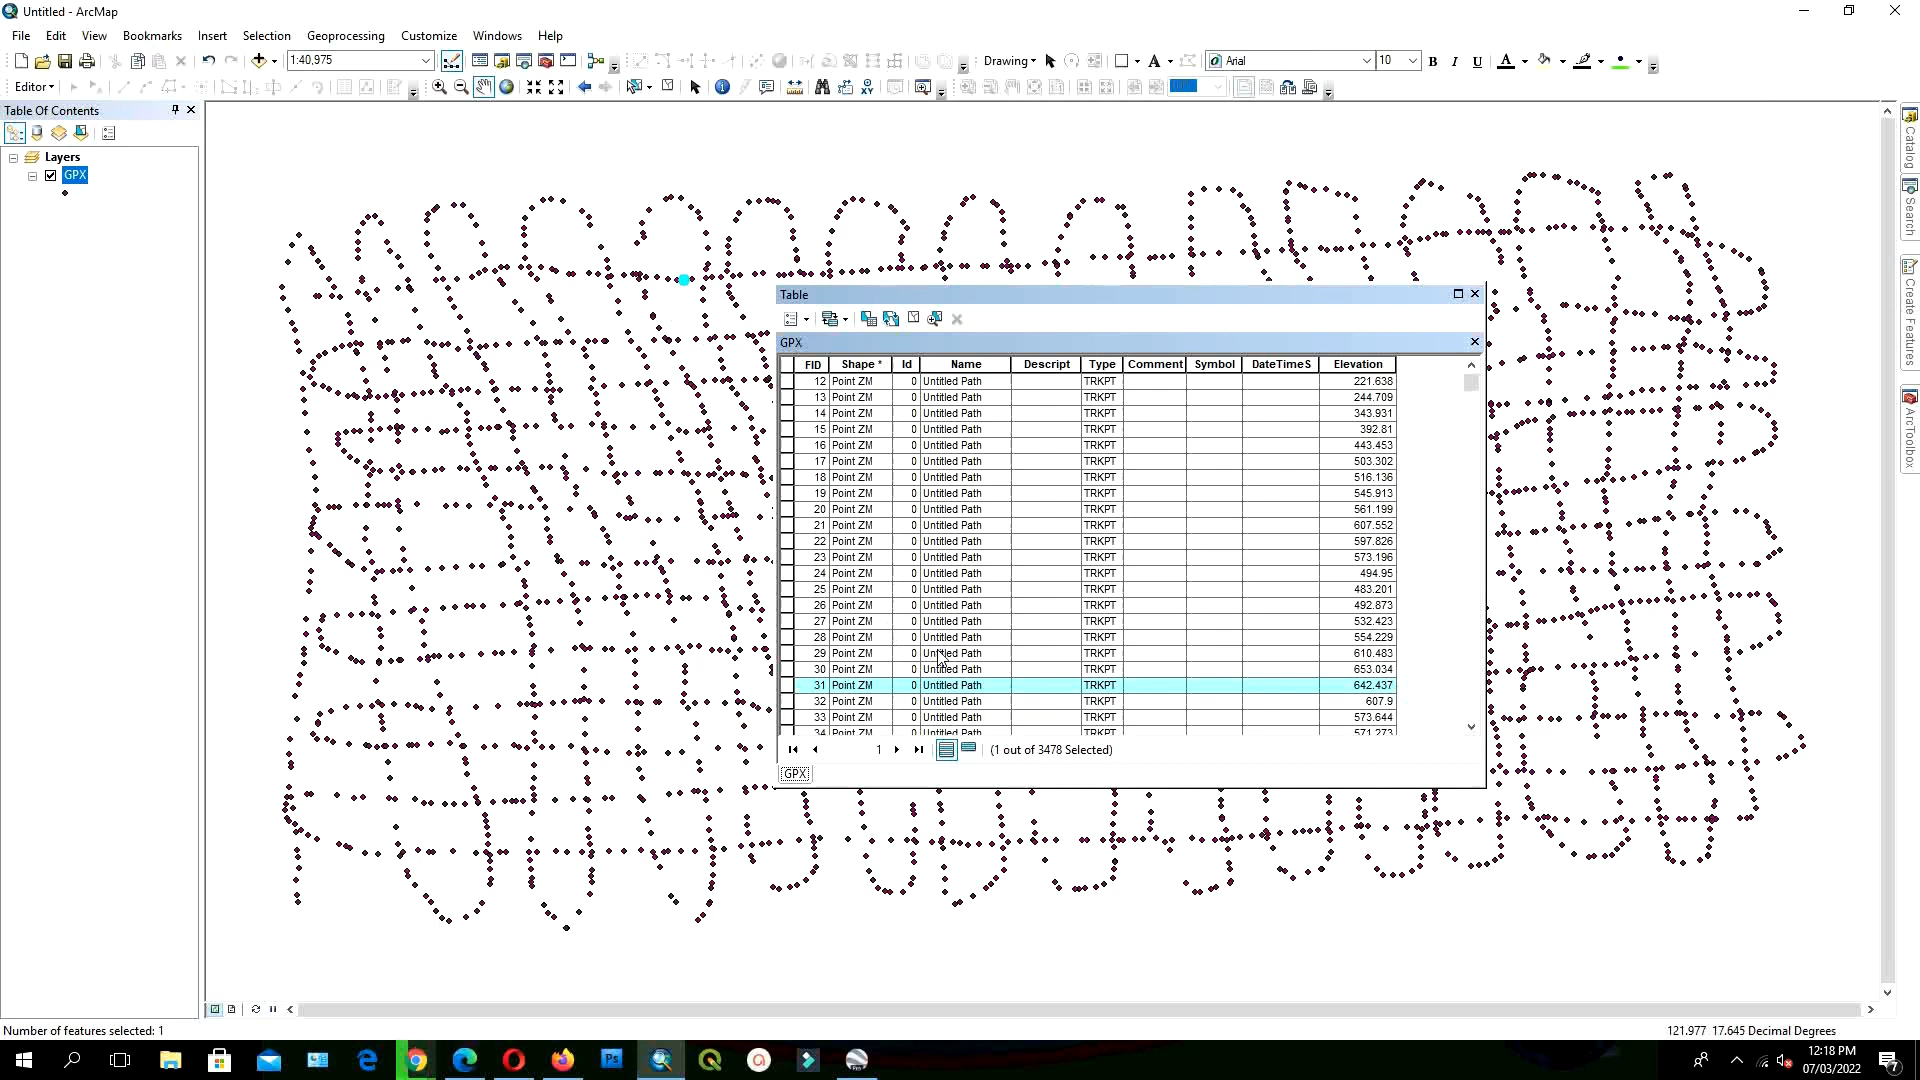 Untitled - ArcMap
File Edit View Bookmarks Insert Selection Geoprocessing Customize Windows Help
1:40,975 Drawing A Arial 10 B I U A
Editor
Table Of Contents
Layers
GPX
Catalog
Search
Create Features
ArcToolbox
Table
GPX
FID Shape * Id Name Descript Type Comment Symbol DateTimeS Elevation
12 Point ZM 0 Untitled Path TRKPT 221.638
13 Point ZM 0 Untitled Path TRKPT 244.709
14 Point ZM 0 Untitled Path TRKPT 343.931
15 Point ZM 0 Untitled Path TRKPT 392.81
16 Point ZM 0 Untitled Path TRKPT 443.453
17 Point ZM 0 Untitled Path TRKPT 503.302
18 Point ZM 0 Untitled Path TRKPT 516.136
19 Point ZM 0 Untitled Path TRKPT 545.913
20 Point ZM 0 Untitled Path TRKPT 561.199
21 Point ZM 0 Untitled Path TRKPT 607.552
22 Point ZM 0 Untitled Path TRKPT 597.826
23 Point ZM 0 Untitled Path TRKPT 573.196
24 Point ZM 0 Untitled Path TRKPT 494.95
25 Point ZM 0 Untitled Path TRKPT 483.201
26 Point ZM 0 Untitled Path TRKPT 492.873
27 Point ZM 0 Untitled Path TRKPT 532.423
28 Point ZM 0 Untitled Path TRKPT 554.229
29 Point ZM 0 Untitled Path TRKPT 610.483
30 Point ZM 0 Untitled Path TRKPT 653.034
31 Point ZM 0 Untitled Path TRKPT 642.437
32 Point ZM 0 Untitled Path TRKPT 607.9
33 Point ZM 0 Untitled Path TRKPT 573.644
34 Point ZM 0 Untitled Path TRKPT 571.273
1 (1 out of 3478 Selected)
GPX
Number of features selected: 1
121.977 17.645 Decimal Degrees
Ps
12:18 PM
07/03/2022
7